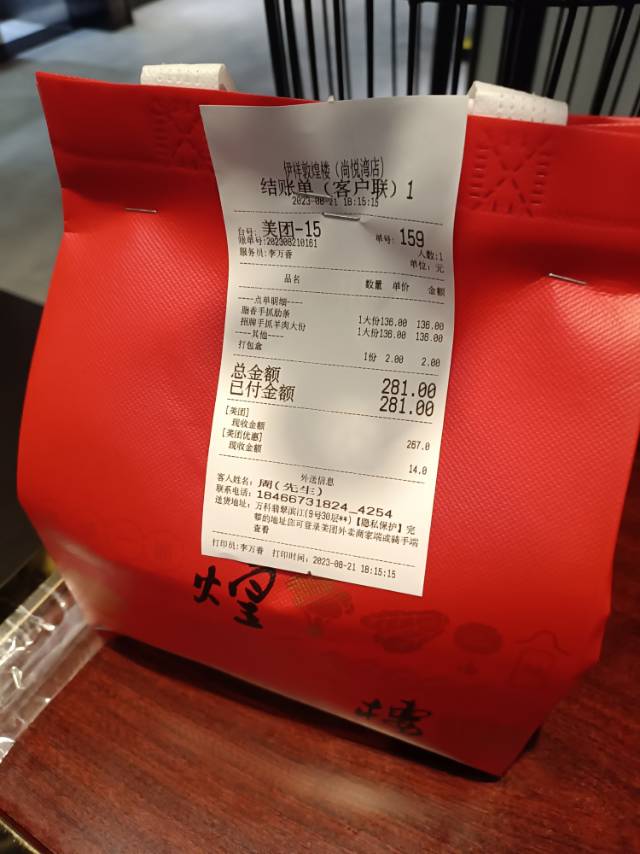 伊样敦煌楼（尚悦湾店）
结账单（客户联）1
2023-08-21 18:15:15
台号：美团-15 单号：159
账单号：202308210161 人数：1
服务员：李万香 单位：元
品名 数量 单价 金额
----点单明细----
脂香手抓肋条 1大份136.00 136.00
招牌手抓羊肉大份 1大份136.00 136.00
----其他----
打包盒 1份 2.00 2.00
总金额 281.00
已付金额 281.00
[美团]
现收金额 267.0
[美团优惠]
现收金额 14.0
外送信息
客人姓名：周(先生)
联系电话：18466731824_4254
送货地址：万科翡翠滨江(9号30层**)【隐私保护】完
整的地址您可登录美团外卖商家端或骑手端
查看
打印员：李万香 打印时间：2023-08-21 18:15:15
煌
楼